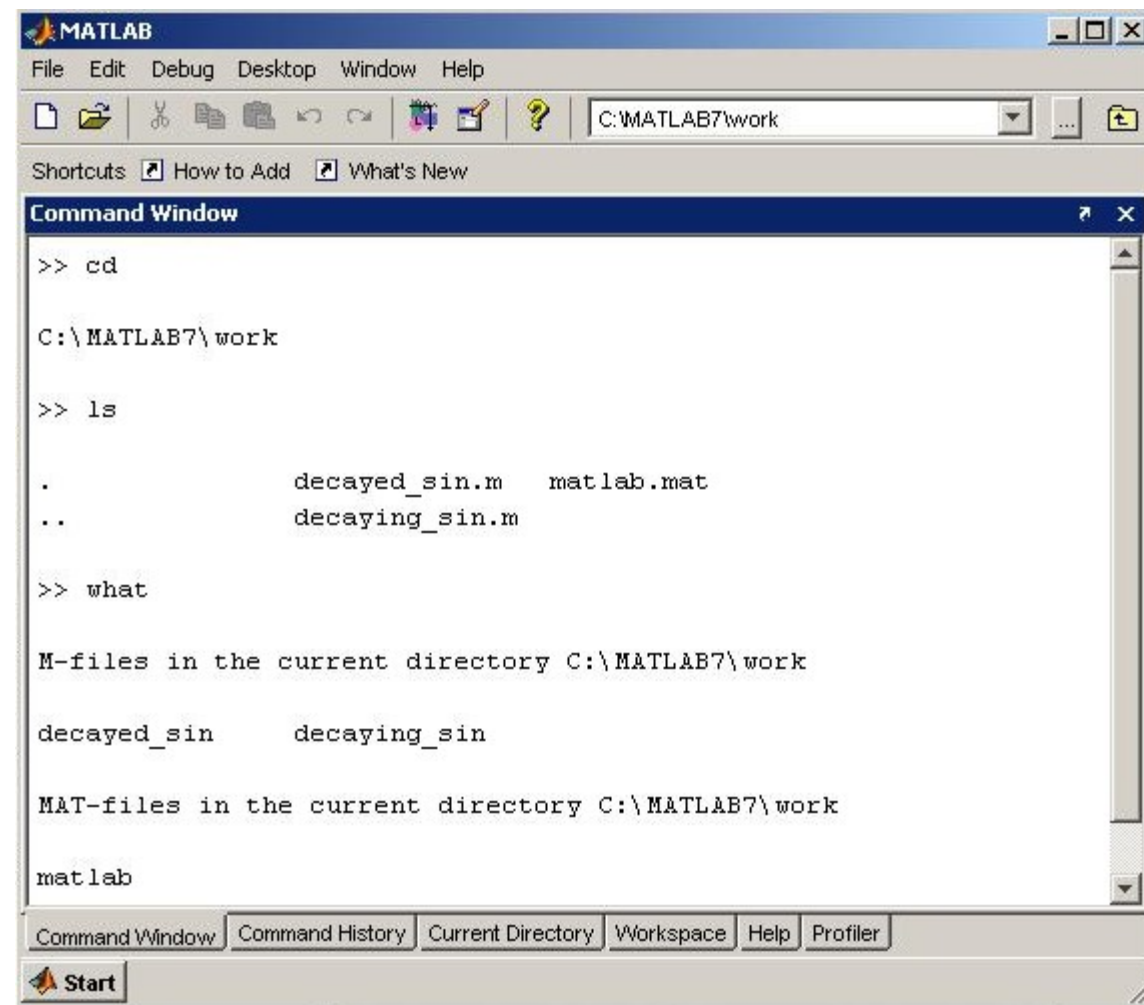 MATLAB
File Edit Debug Desktop Window Help
C:\MATLAB7\work ...
Shortcuts How to Add What's New
Command Window
>> cd
C:\MATLAB7\work
>> ls
. decayed_sin.m matlab.mat
.. decaying_sin.m
>> what
M-files in the current directory C:\MATLAB7\work
decayed_sin decaying_sin
MAT-files in the current directory C:\MATLAB7\work
matlab
Command Window Command History Current Directory Workspace Help Profiler
Start